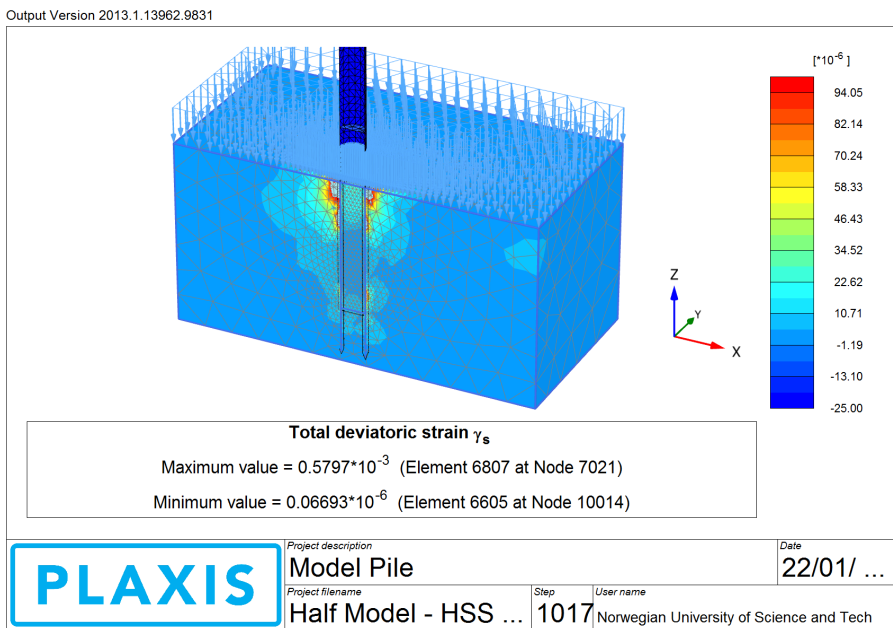 Output Version 2013.1.13962.9831
[*10-6 ]
94.05
82.14
70.24
58.33
46.43
34.52
22.62
10.71
-1.19
-13.10
-25.00
Z
Y
X
Total deviatoric strain γs
Maximum value = 0.5797*10-3 (Element 6807 at Node 7021)
Minimum value = 0.06693*10-6 (Element 6605 at Node 10014)
PLAXIS
Project description
Model Pile
Date
22/01/ ...
Project filename
Half Model - HSS ...
Step
1017
User name
Norwegian University of Science and Tech